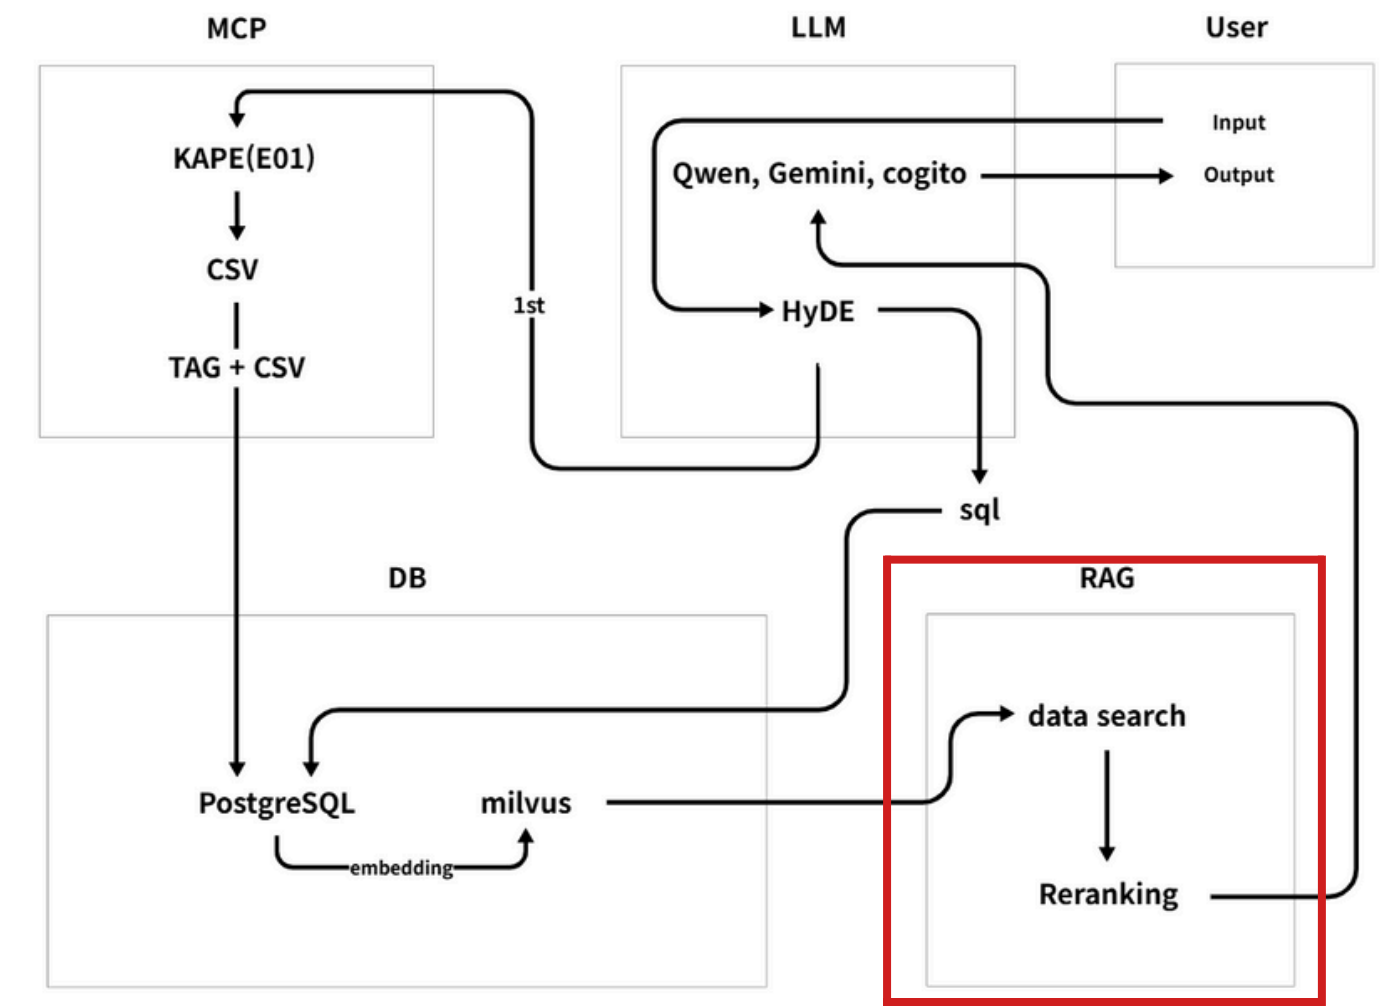 MCP
LLM
User
KAPE(E01)
CSV
TAG + CSV
1st
Qwen, Gemini, cogito
HyDE
Input
Output
sql
DB
PostgreSQL
milvus
embedding
RAG
data search
Reranking